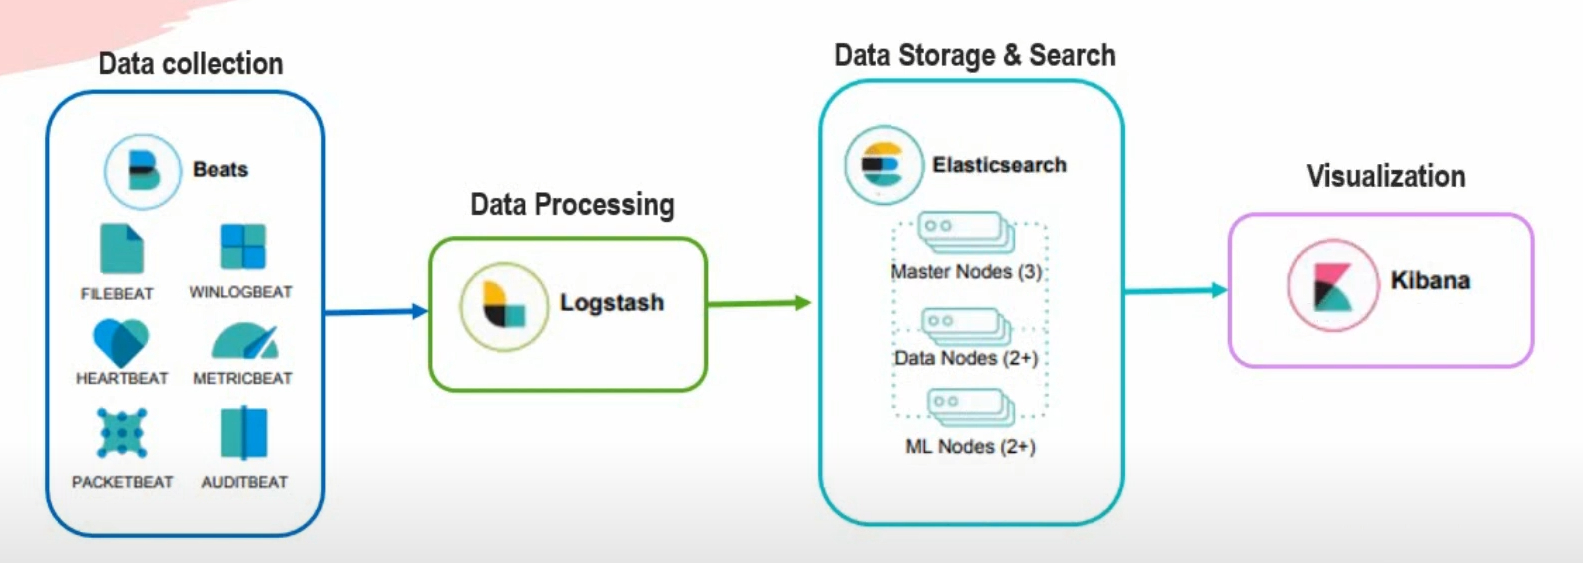 Data collection
Beats
FILEBEAT
WINLOGBEAT
HEARTBEAT
METRICBEAT
PACKETBEAT
AUDITBEAT
Data Processing
Logstash
Data Storage & Search
Elasticsearch
Master Nodes (3)
Data Nodes (2+)
ML Nodes (2+)
Visualization
Kibana